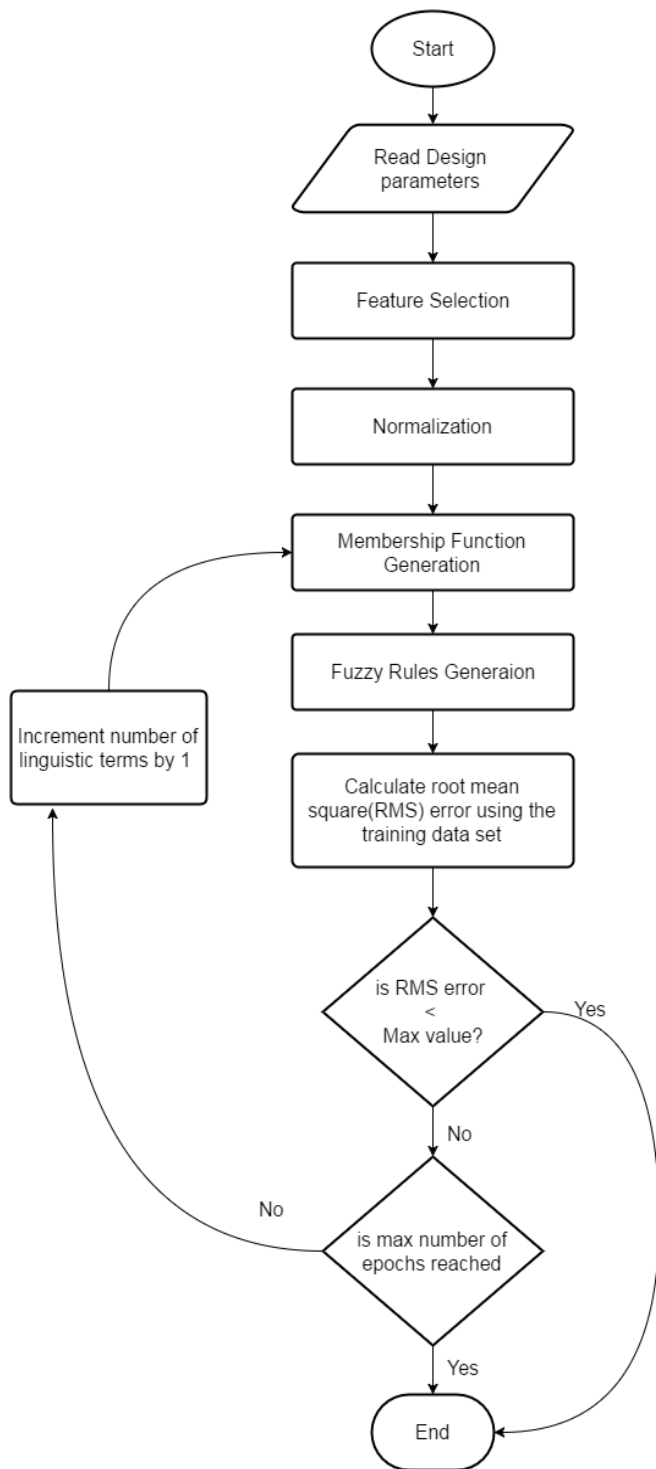 Start
Read Design
parameters
Feature Selection
Normalization
Membership Function
Generation
Fuzzy Rules Generaion
Increment number of
linguistic terms by 1
Calculate root mean
square(RMS) error using the
training data set
is RMS error
<
Max value?
Yes
No
No
is max number of
epochs reached
Yes
End